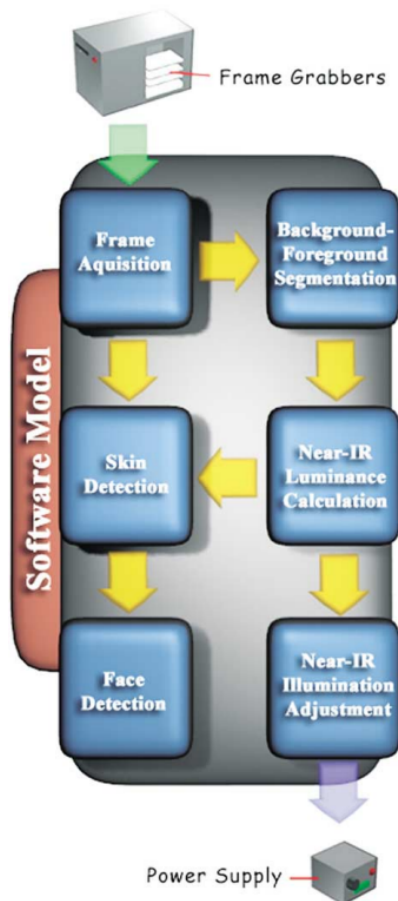 Frame Grabbers
Frame
Aquisition
Background-
Foreground
Segmentation
Software Model
Skin
Detection
Near-IR
Luminance
Calculation
Face
Detection
Near-IR
Illumination
Adjustment
Power Supply